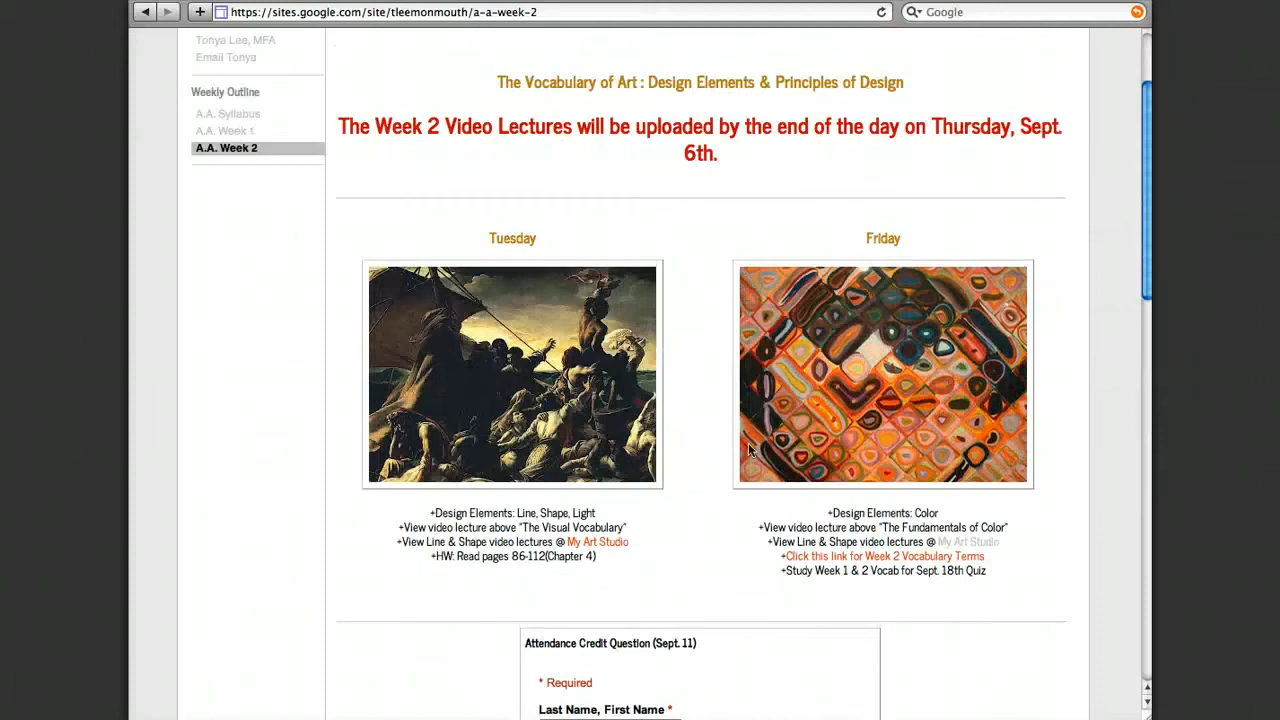 https://sites.google.com/site/tleemonmouth/a-a-week-2
Google
Tonya Lee, MFA
Email Tonya
Weekly Outline
A.A. Syllabus
A.A. Week 1
A.A. Week 2
The Vocabulary of Art : Design Elements & Principles of Design
The Week 2 Video Lectures will be uploaded by the end of the day on Thursday, Sept.
6th.
Tuesday
+Design Elements: Line, Shape, Light
+View video lecture above "The Visual Vocabulary"
+View Line & Shape video lectures @ My Art Studio
+HW: Read pages 86-112(Chapter 4)
Friday
+Design Elements: Color
+View video lecture above "The Fundamentals of Color"
+View Line & Shape video lectures @ My Art Studio
+Click this link for Week 2 Vocabulary Terms
+Study Week 1 & 2 Vocab for Sept. 18th Quiz
Attendance Credit Question (Sept. 11)
* Required
Last Name, First Name *